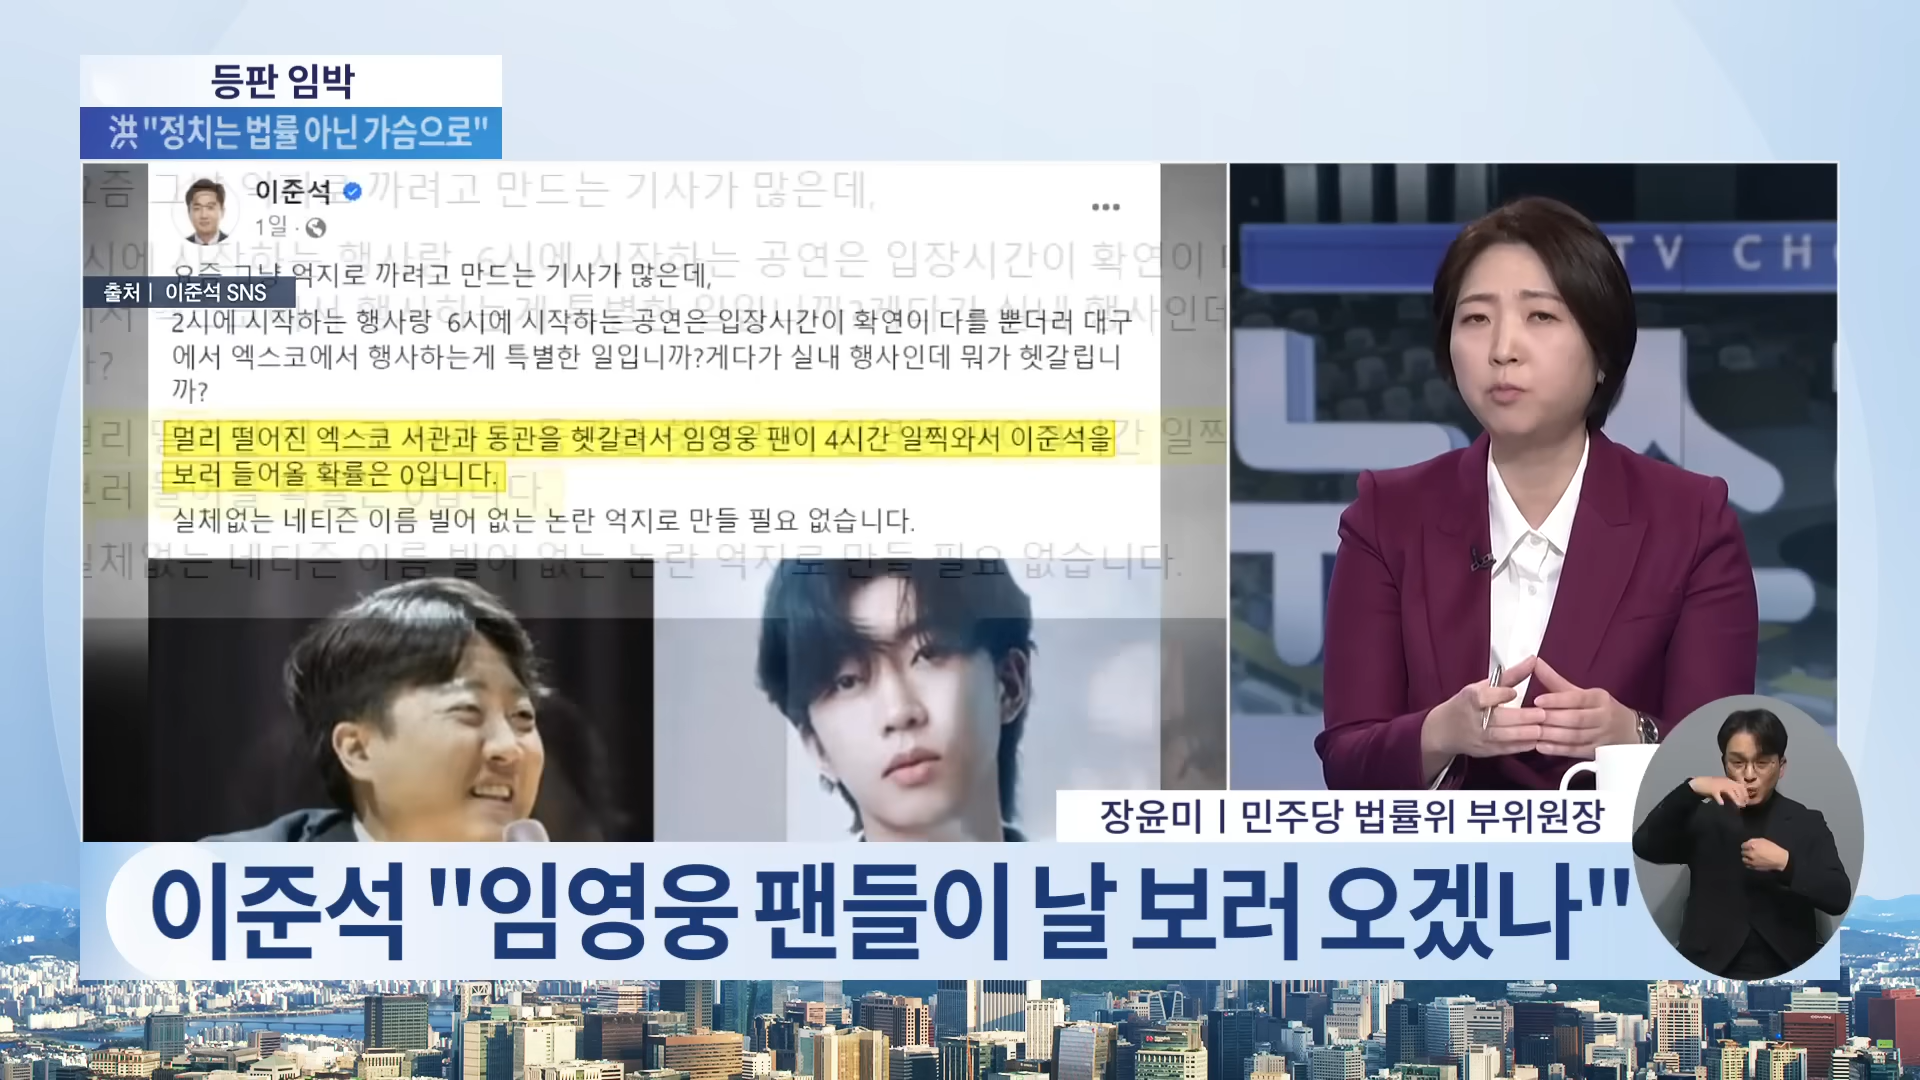 등판 임박
洪 "정치는 법률 아닌 가슴으로"
이준석
1일
요즘 그냥 억지로 까려고 만드는 기사가 많은데,
출처 | 이준석 SNS
2시에 시작하는 행사랑 6시에 시작하는 공연은 입장시간이 확연이 다를 뿐더러 대구
에서 엑스코에서 행사하는게 특별한 일입니까?게다가 실내 행사인데 뭐가 헷갈립니
까?
멀리 떨어진 엑스코 서관과 동관을 헷갈려서 임영웅 팬이 4시간 일찍와서 이준석을
보러 들어올 확률은 0입니다.
실체없는 네티즌 이름 빌어 없는 논란 억지로 만들 필요 없습니다.
TV CHO
장윤미 | 민주당 법률위 부위원장
이준석 "임영웅 팬들이 날 보러 오겠나"